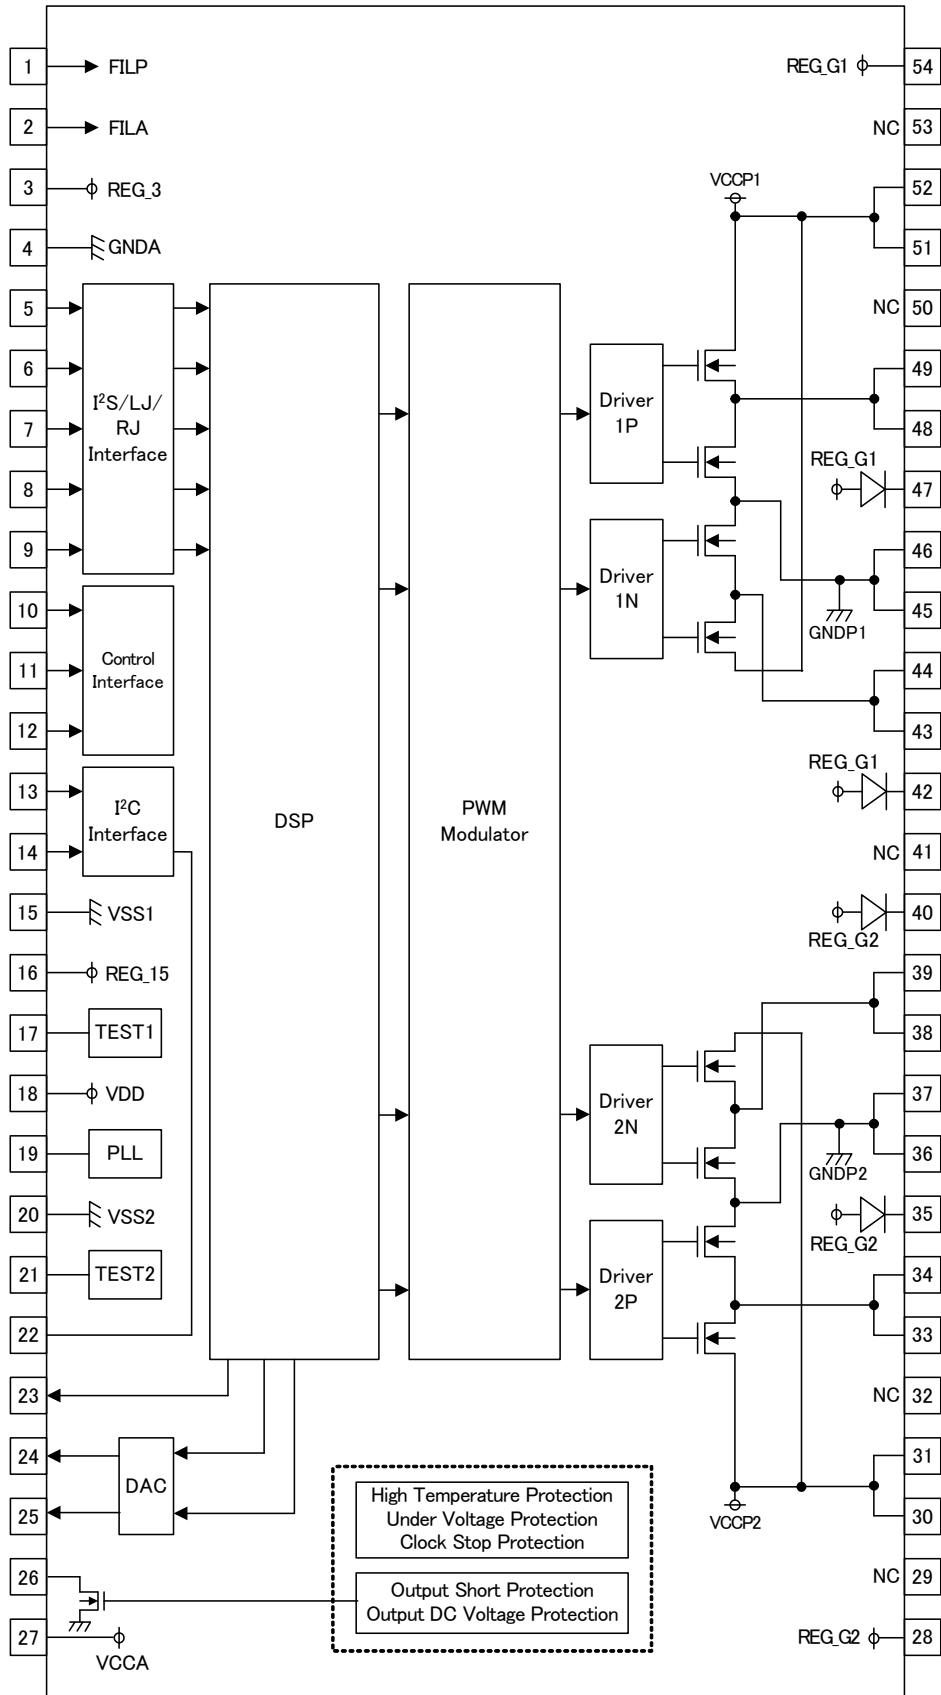 1 FILP
2 FILA
3 REG_3
4 GNDA
5
6
7
8
9
I²S/LJ/
RJ
Interface
10
11
12
Control
Interface
13
14
I²C
Interface
15 VSS1
16 REG_15
17 TEST1
18 VDD
19 PLL
20 VSS2
21 TEST2
22
23
24
25
DAC
26
27
VCCA
DSP
PWM
Modulator
Driver
1P
Driver
1N
Driver
2N
Driver
2P
High Temperature Protection
Under Voltage Protection
Clock Stop Protection
Output Short Protection
Output DC Voltage Protection
REG_G1 54
NC 53
VCCP1
52
51
NC 50
49
48
REG_G1
47
46
GNDP1
45
44
43
REG_G1
42
NC 41
40
REG_G2
39
38
37
GNDP2
36
35
REG_G2
34
33
NC 32
31
VCCP2
30
NC 29
REG_G2 28